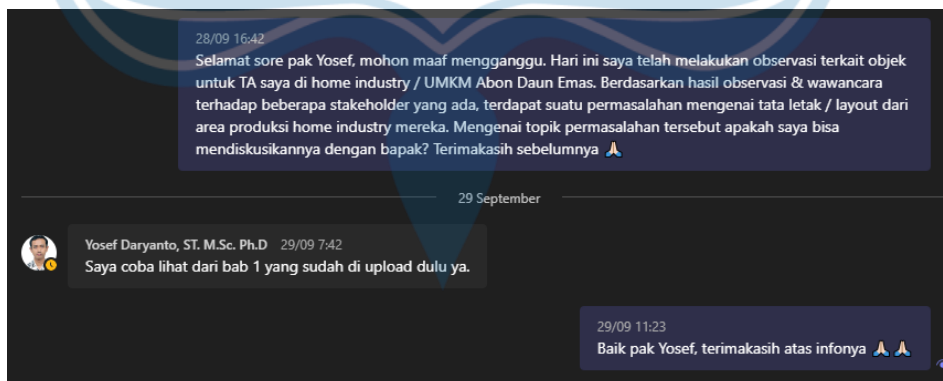 28/09 16:42
Selamat sore pak Yosef, mohon maaf mengganggu. Hari ini saya telah melakukan observasi terkait objek
untuk TA saya di home industry / UMKM Abon Daun Emas. Berdasarkan hasil observasi & wawancara
terhadap beberapa stakeholder yang ada, terdapat suatu permasalahan mengenai tata letak / layout dari
area produksi home industry mereka. Mengenai topik permasalahan tersebut apakah saya bisa
mendiskusikannya dengan bapak? Terimakasih sebelumnya 🙏🏻
29 September
Yosef Daryanto, ST. M.Sc. Ph.D 29/09 7:42
Saya coba lihat dari bab 1 yang sudah di upload dulu ya.
29/09 11:23
Baik pak Yosef, terimakasih atas infonya 🙏🏻 🙏🏻